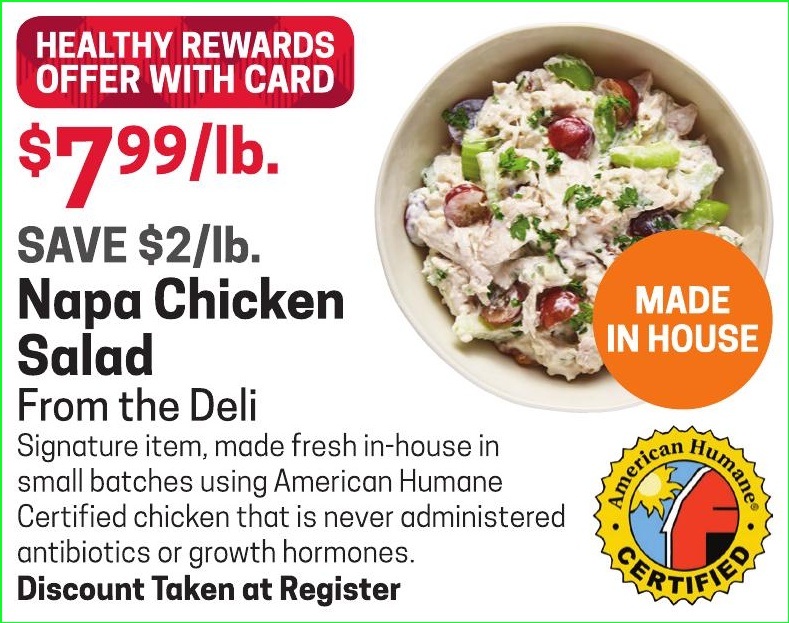 HEALTHY REWARDS
OFFER WITH CARD
$7.99/lb.
SAVE $2/lb.
Napa Chicken
Salad
From the Deli
Signature item, made fresh in-house in
small batches using American Humane
Certified chicken that is never administered
antibiotics or growth hormones.
Discount Taken at Register
MADE
IN HOUSE
American Humane®
CERTIFIED